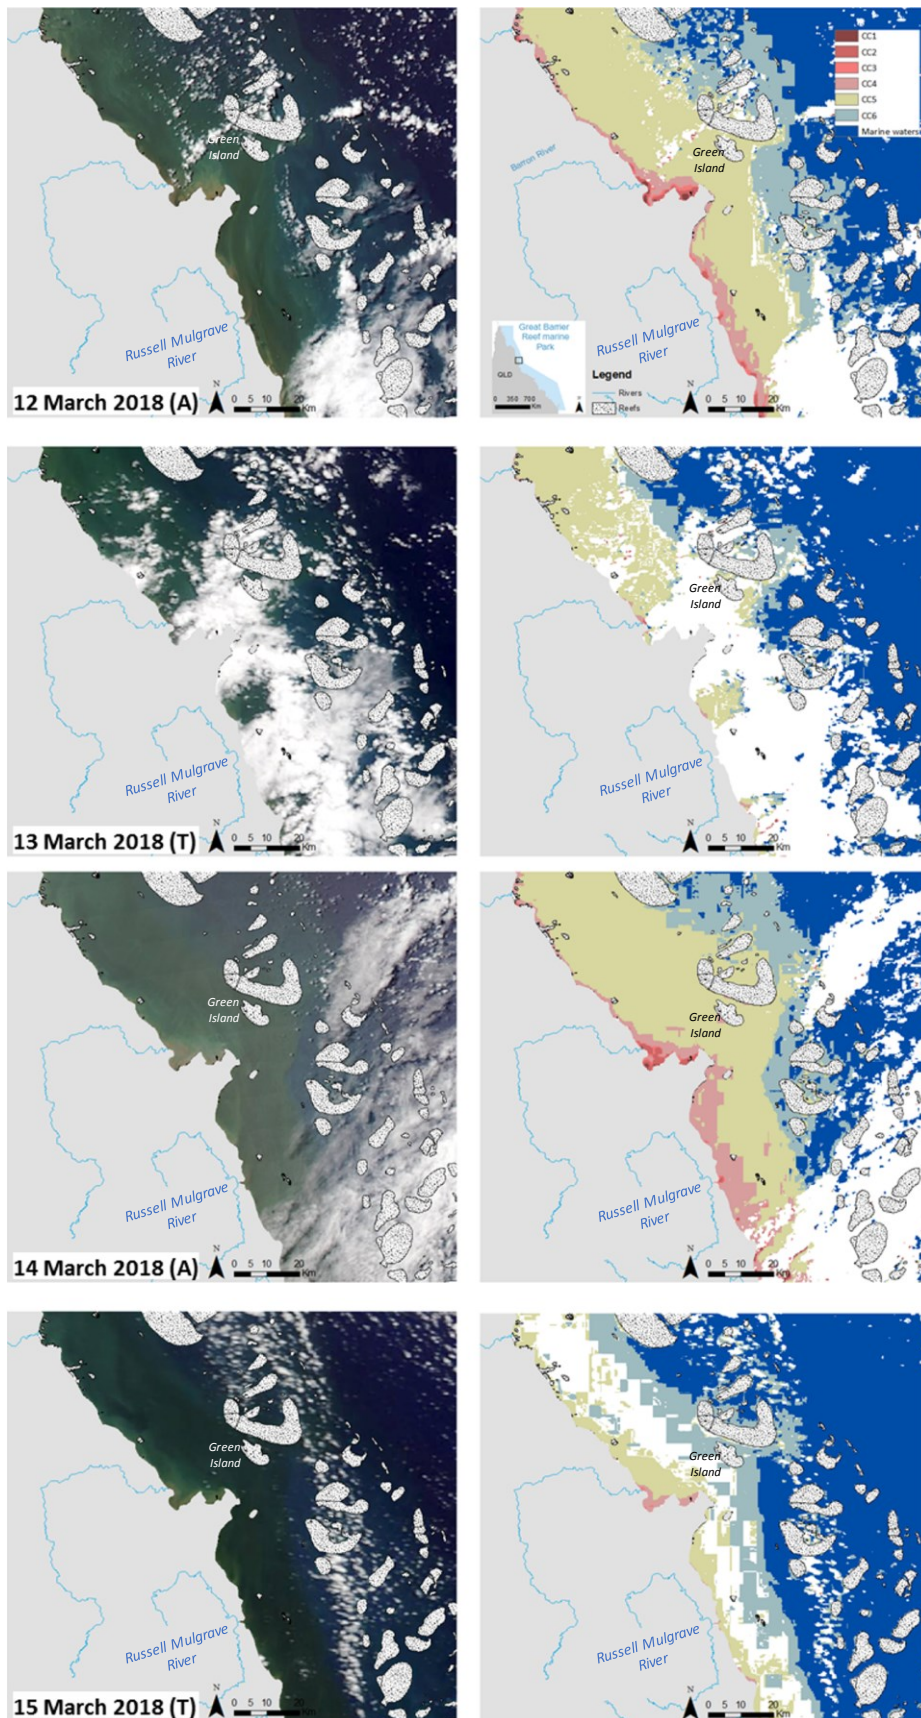 Green
Island
Russell Mulgrave
River
N
12 March 2018 (A)
0 5 10 20
Km
CC1
CC2
CC3
CC4
CC5
CC6
Marine waters
Barron River
Green
Island
Great Barrier
Reef marine
Park
QLD
0 350 700
Km
N
Russell Mulgrave
River
Legend
Rivers
Reefs
N
0 5 10 20
Km
Russell Mulgrave
River
N
13 March 2018 (T)
0 5 10 20
Km
Green
Island
Russell Mulgrave
River
N
0 5 10 20
Km
Green
Island
Russell Mulgrave
River
N
14 March 2018 (A)
0 5 10 20
Km
Green
Island
Russell Mulgrave
River
N
0 5 10 20
Km
Green
Island
Russell Mulgrave
River
N
15 March 2018 (T)
0 5 10 20
Km
Green
Island
Russell Mulgrave
River
N
0 5 10 20
Km